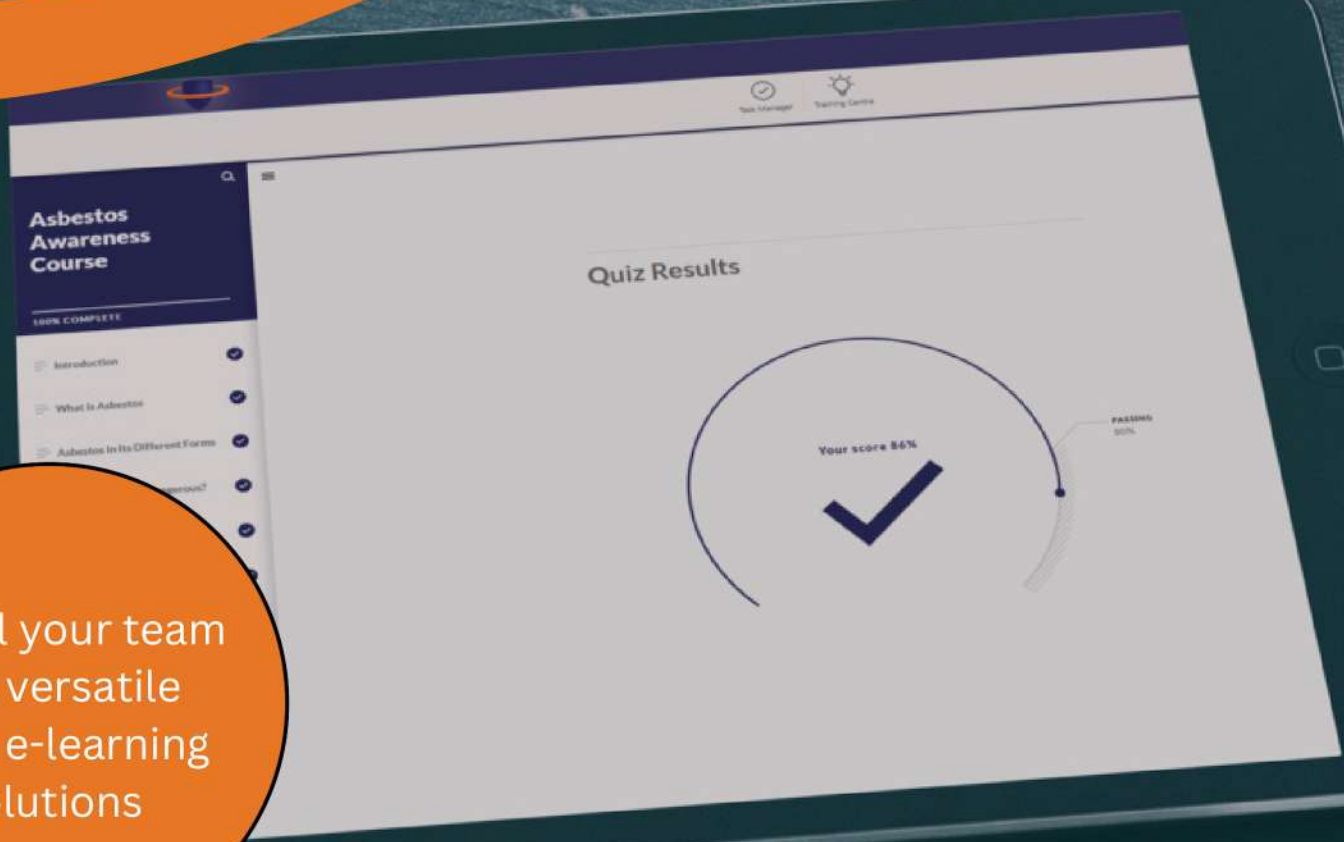 Task Manager
Training Centre
Asbestos
Awareness
Course
100% COMPLETE
Introduction
What Is Asbestos
Asbestos In Its Different Forms
Quiz Results
Your score 86%
PASSING
80%
your team
versatile
e-learning